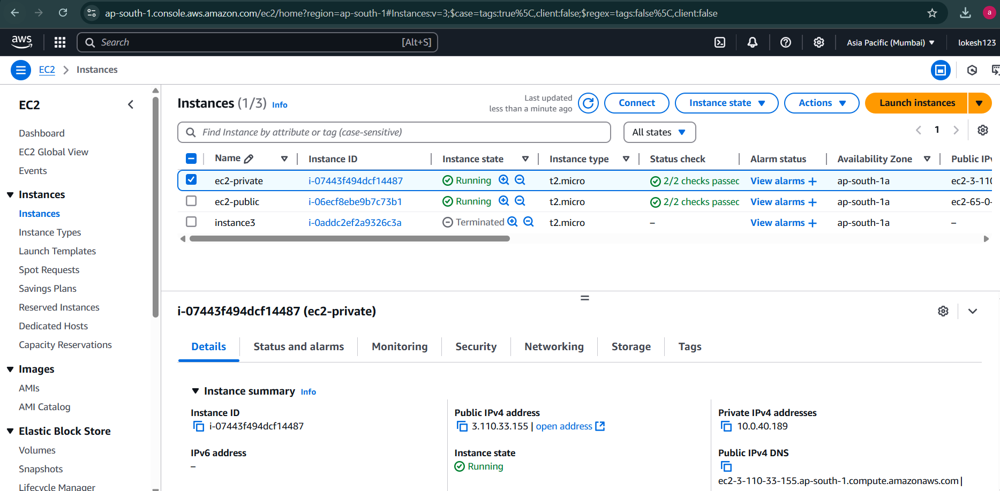 ap-south-1.console.aws.amazon.com/ec2/home?region=ap-south-1#Instances:v=3;$case=tags:true%5C,client:false;$regex=tags:false%5C,client:false
a
aws
Search
[Alt+S]
Asia Pacific (Mumbai)
lokesh123
EC2
Instances
EC2
Dashboard
EC2 Global View
Events
Instances
Instances
Instance Types
Launch Templates
Spot Requests
Savings Plans
Reserved Instances
Dedicated Hosts
Capacity Reservations
Images
AMIs
AMI Catalog
Elastic Block Store
Volumes
Snapshots
Lifecycle Manager
Instances (1/3) Info
Last updated
less than a minute ago
Connect
Instance state
Actions
Launch instances
Find Instance by attribute or tag (case-sensitive)
All states
1
Name Instance ID Instance state Instance type Status check Alarm status Availability Zone Public IPv
ec2-private i-07443f494dcf14487 Running t2.micro 2/2 checks passed View alarms + ap-south-1a ec2-3-110
ec2-public i-06ecf8ebe9b7c73b1 Running t2.micro 2/2 checks passed View alarms + ap-south-1a ec2-65-0-
instance3 i-0addc2ef2a9326c3a Terminated t2.micro – View alarms + ap-south-1a –
i-07443f494dcf14487 (ec2-private)
Details
Status and alarms
Monitoring
Security
Networking
Storage
Tags
Instance summary Info
Instance ID
i-07443f494dcf14487
Public IPv4 address
3.110.33.155 | open address
Private IPv4 addresses
10.0.40.189
IPv6 address
–
Instance state
Running
Public IPv4 DNS
ec2-3-110-33-155.ap-south-1.compute.amazonaws.com |